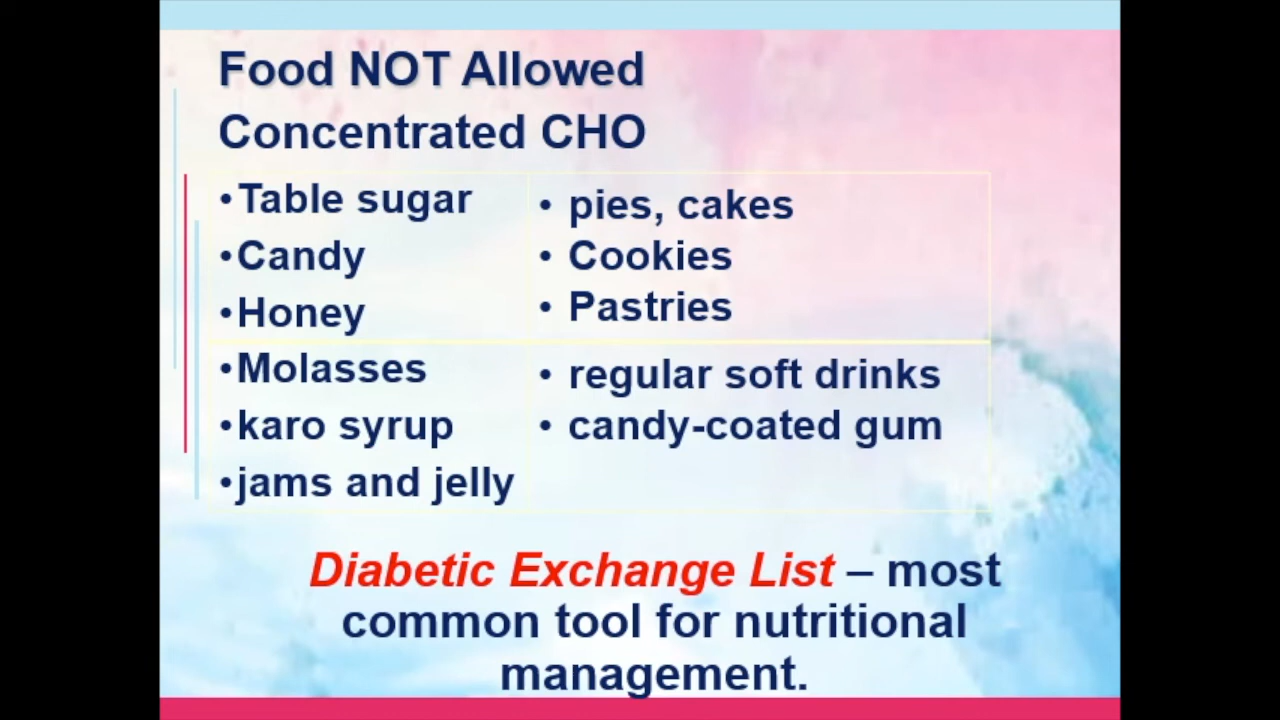 Food NOT Allowed
Concentrated CHO
•Table sugar
•Candy
•Honey
•Molasses
•karo syrup
•jams and jelly
• pies, cakes
• Cookies
• Pastries
• regular soft drinks
• candy-coated gum
Diabetic Exchange List – most
common tool for nutritional
management.